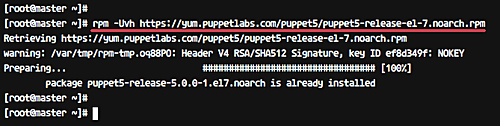 [root@master ~]#
[root@master ~]# rpm -Uvh https://yum.puppetlabs.com/puppet5/puppet5-release-el-7.noarch.rpm
Retrieving https://yum.puppetlabs.com/puppet5/puppet5-release-el-7.noarch.rpm
warning: /var/tmp/rpm-tmp.oq88PO: Header V4 RSA/SHA512 Signature, key ID ef8d349f: NOKEY
Preparing... ################################# [100%]
package puppet5-release-5.0.0-1.el7.noarch is already installed
[root@master ~]#
[root@master ~]#